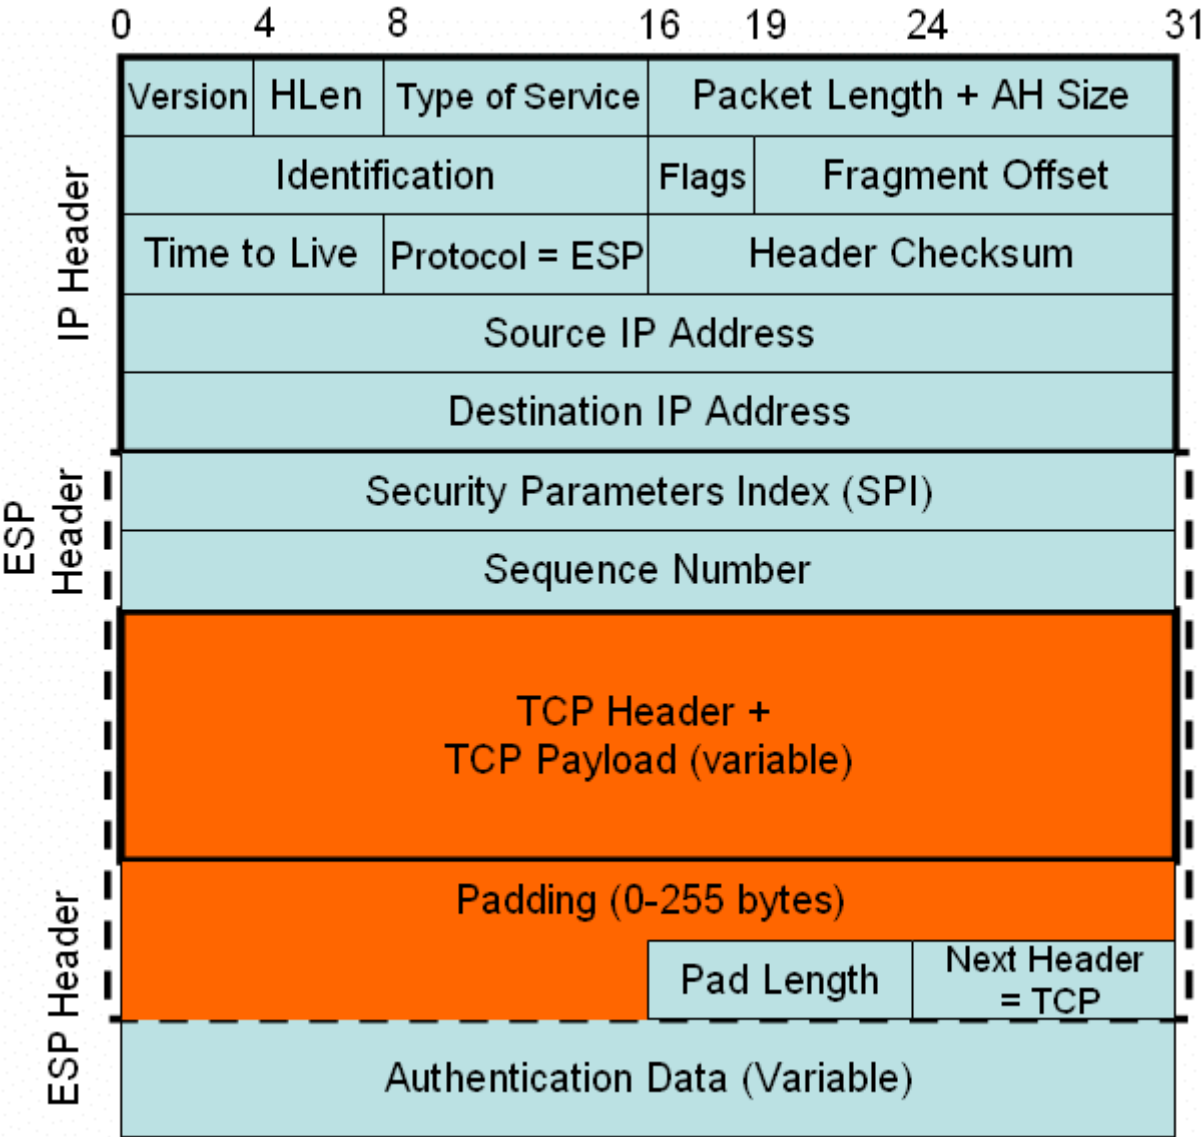 0 4 8 16 19 24 31
Version HLen Type of Service Packet Length + AH Size
Identification Flags Fragment Offset
Time to Live Protocol = ESP Header Checksum
Source IP Address
Destination IP Address
IP Header
Security Parameters Index (SPI)
Sequence Number
ESP
Header
TCP Header +
TCP Payload (variable)
Padding (0-255 bytes)
Pad Length
Next Header
= TCP
ESP Header
Authentication Data (Variable)